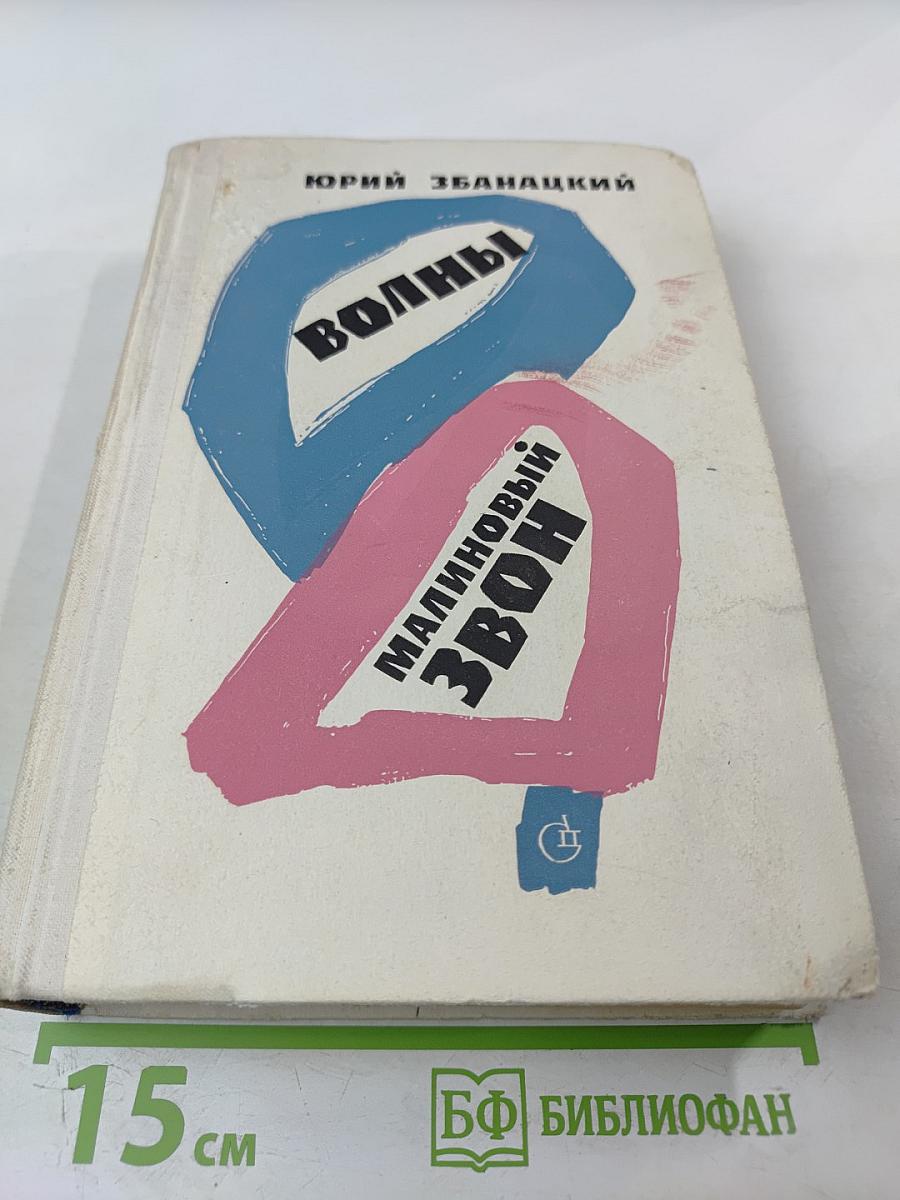 ЮРИЙ ЗБАНАЦКИЙ
ВОЛНЫ
МАЛИНОВЫЙ
ЗВОН
15 см
БФ БИБЛИОФАН